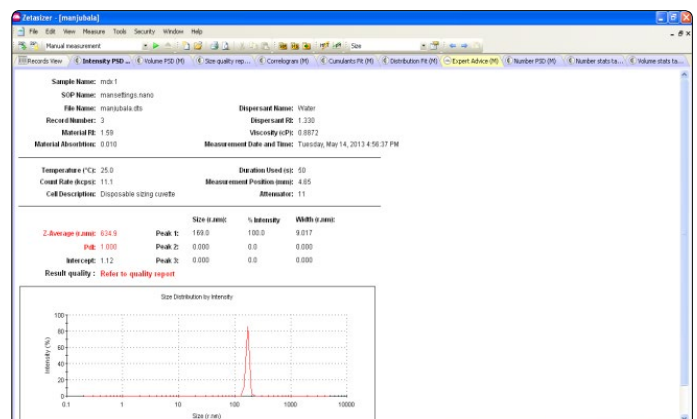 Zetasizer - [manjubala]
File Edit View Measure Tools Security Window Help
Manual measurement Size
Records View Intensity PSD ... Volume PSD (M) Size quality rep... Correlogram (M) Cumulants Fit (M) Distribution Fit (M) Expert Advice (M) Number PSD (M) Number stats ta... Volume stats ta...
Sample Name: mdx1
SOP Name: mansettings.nano
File Name: manjubala.dts Dispersant Name: Water
Record Number: 3 Dispersant RI: 1.330
Material RI: 1.59 Viscosity (cP): 0.8872
Material Absorbtion: 0.010 Measurement Date and Time: Tuesday, May 14, 2013 4:56:37 PM
Temperature (°C): 25.0 Duration Used (s): 50
Count Rate (kcps): 11.1 Measurement Position (mm): 4.65
Cell Description: Disposable sizing cuvette Attenuator: 11
Size (r.nm): % Intensity Width (r.nm):
Z-Average (r.nm): 634.9 Peak 1: 169.0 100.0 9.017
PdI: 1.000 Peak 2: 0.000 0.0 0.000
Intercept: 1.12 Peak 3: 0.000 0.0 0.000
Result quality : Refer to quality report
Size Distribution by Intensity
100
80
60
40
20
0
Intensity (%)
0.1 1 10 100 1000 10000
Size (r.nm)